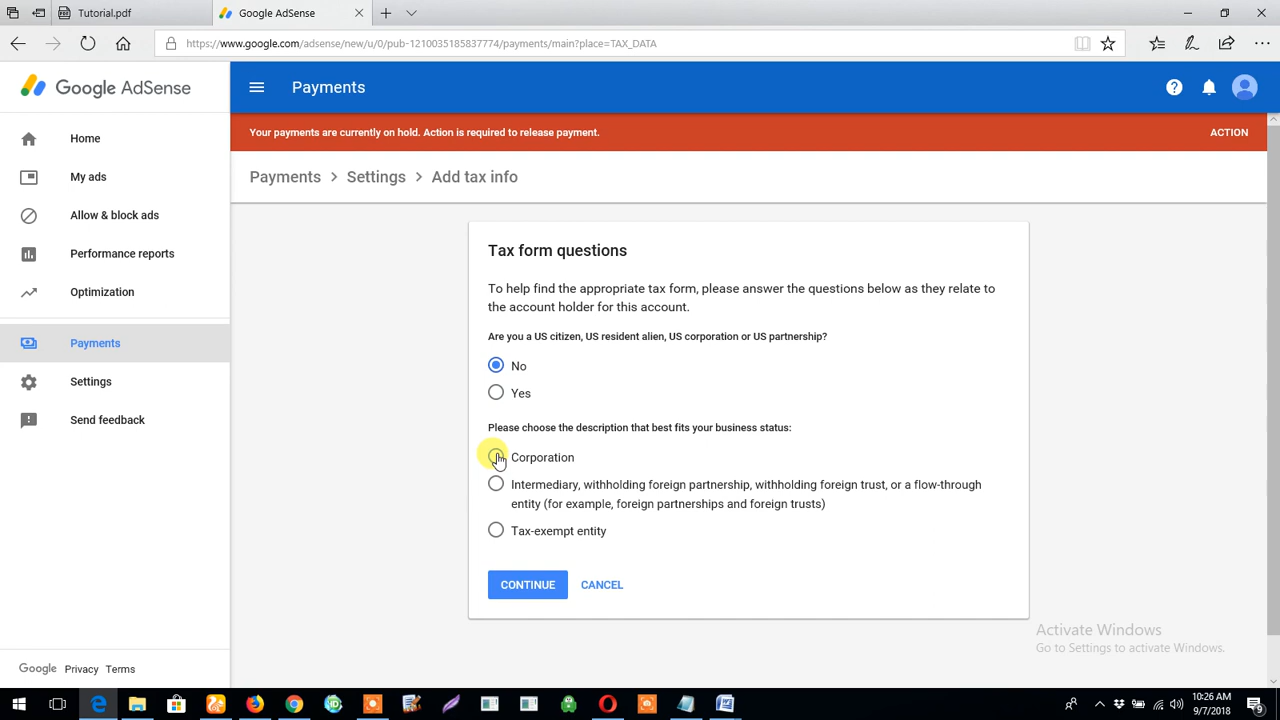 Tutorial.pdf
Google AdSense
https://www.google.com/adsense/new/u/0/pub-1210035185837774/payments/main?place=TAX_DATA
Google AdSense
Payments
Your payments are currently on hold. Action is required to release payment.
ACTION
Home
My ads
Allow & block ads
Performance reports
Optimization
Payments
Settings
Send feedback
Payments > Settings > Add tax info
Tax form questions
To help find the appropriate tax form, please answer the questions below as they relate to
the account holder for this account.
Are you a US citizen, US resident alien, US corporation or US partnership?
No
Yes
Please choose the description that best fits your business status:
Corporation
Intermediary, withholding foreign partnership, withholding foreign trust, or a flow-through
entity (for example, foreign partnerships and foreign trusts)
Tax-exempt entity
CONTINUE
CANCEL
Activate Windows
Go to Settings to activate Windows.
Google Privacy Terms
10:26 AM
9/7/2018